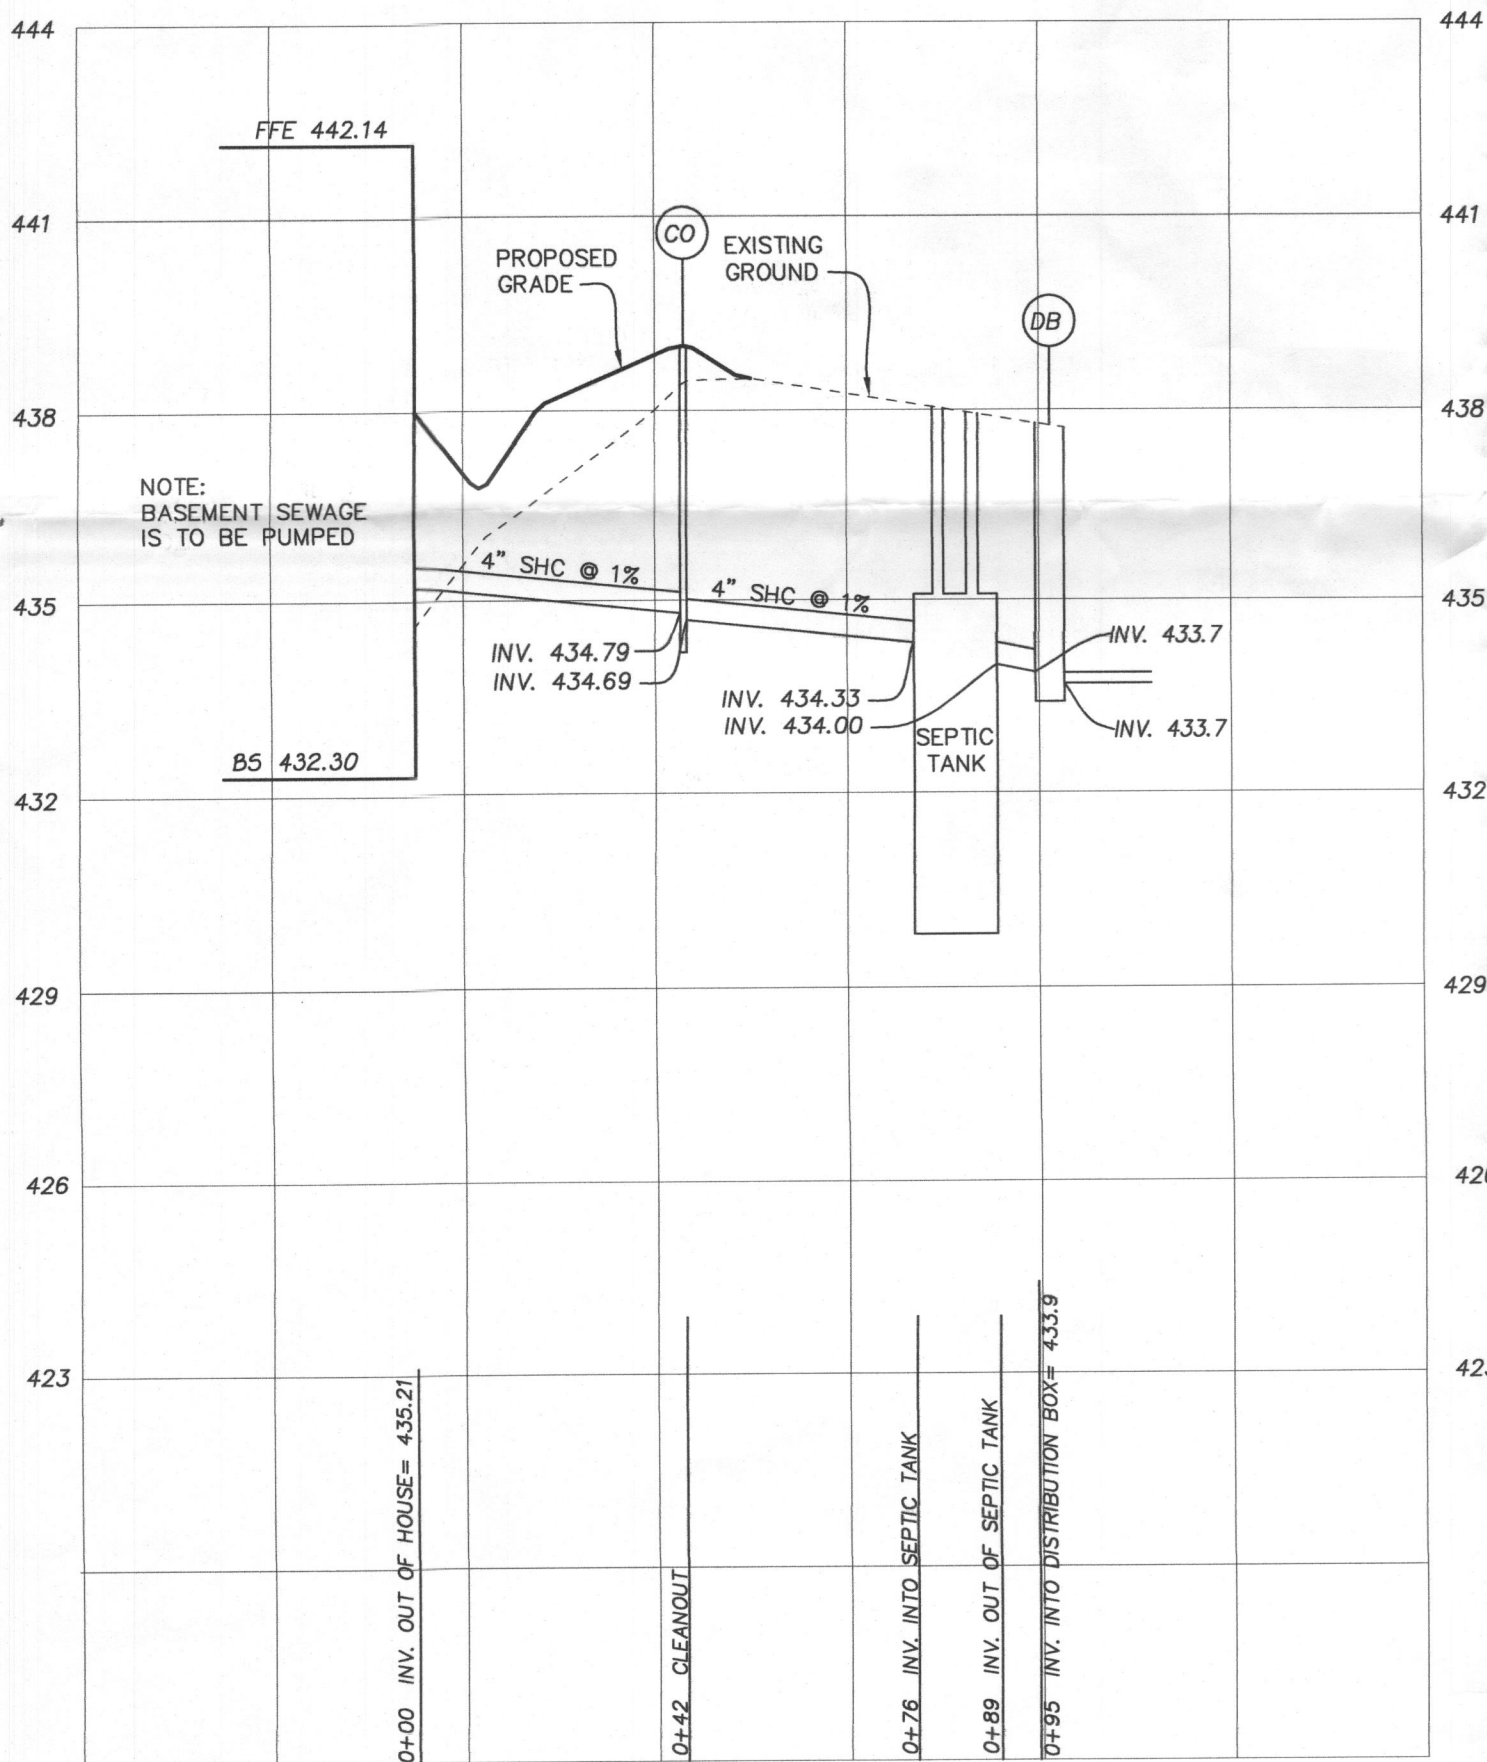 444
444
FFE 442.14
441
441
CO
EXISTING
GROUND
PROPOSED
GRADE
DB
438
438
NOTE:
BASEMENT SEWAGE
IS TO BE PUMPED
4" SHC @ 1%
4" SHC @ 1%
435
435
INV. 434.79
INV. 434.69
INV. 433.7
INV. 434.33
INV. 434.00
INV. 433.7
SEPTIC
TANK
BS 432.30
432
432
429
429
426
423
0+00 INV. OUT OF HOUSE= 435.21
0+42 CLEANOUT
0+76 INV. INTO SEPTIC TANK
0+89 INV. OUT OF SEPTIC TANK
0+95 INV. INTO DISTRIBUTION BOX= 433.9